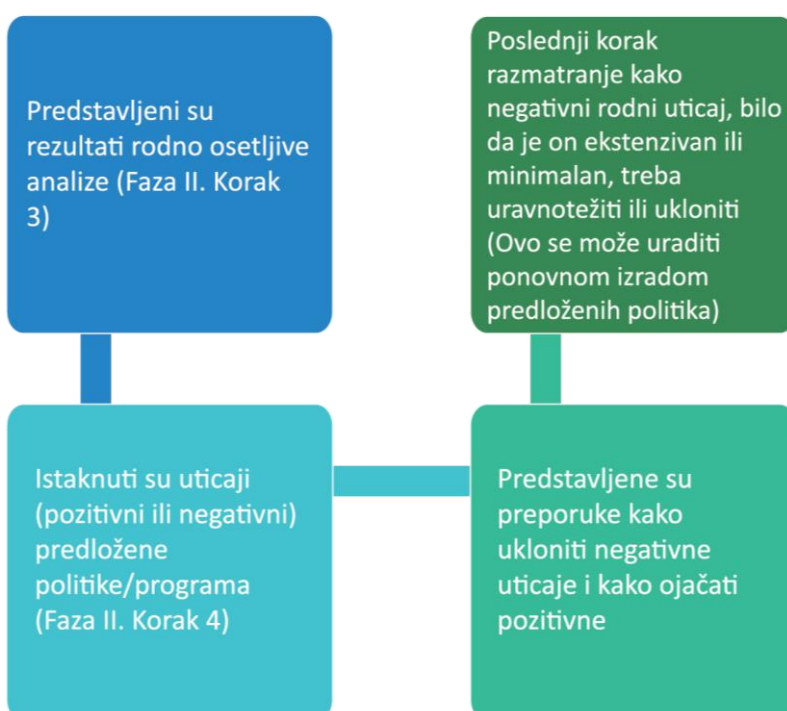 Predstavljeni su
rezultati rodno osetljive
analize (Faza II. Korak
3)
Istaknuti su uticaji
(pozitivni ili negativni)
predložene
politike/programa
(Faza II. Korak 4)
Predstavljene su
preporuke kako
ukloniti negativne
uticaje i kako ojačati
pozitivne
Poslednji korak
razmatranje kako
negativni rodni uticaj, bilo
da je on ekstenzivan ili
minimalan, treba
uravnotežiti ili ukloniti
(Ovo se može uraditi
ponovnom izradom
predloženih politika)